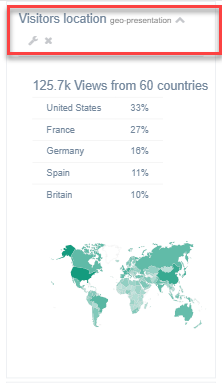 Visitors location geo-presentation
125.7k Views from 60 countries
United States 33%
France 27%
Germany 16%
Spain 11%
Britain 10%